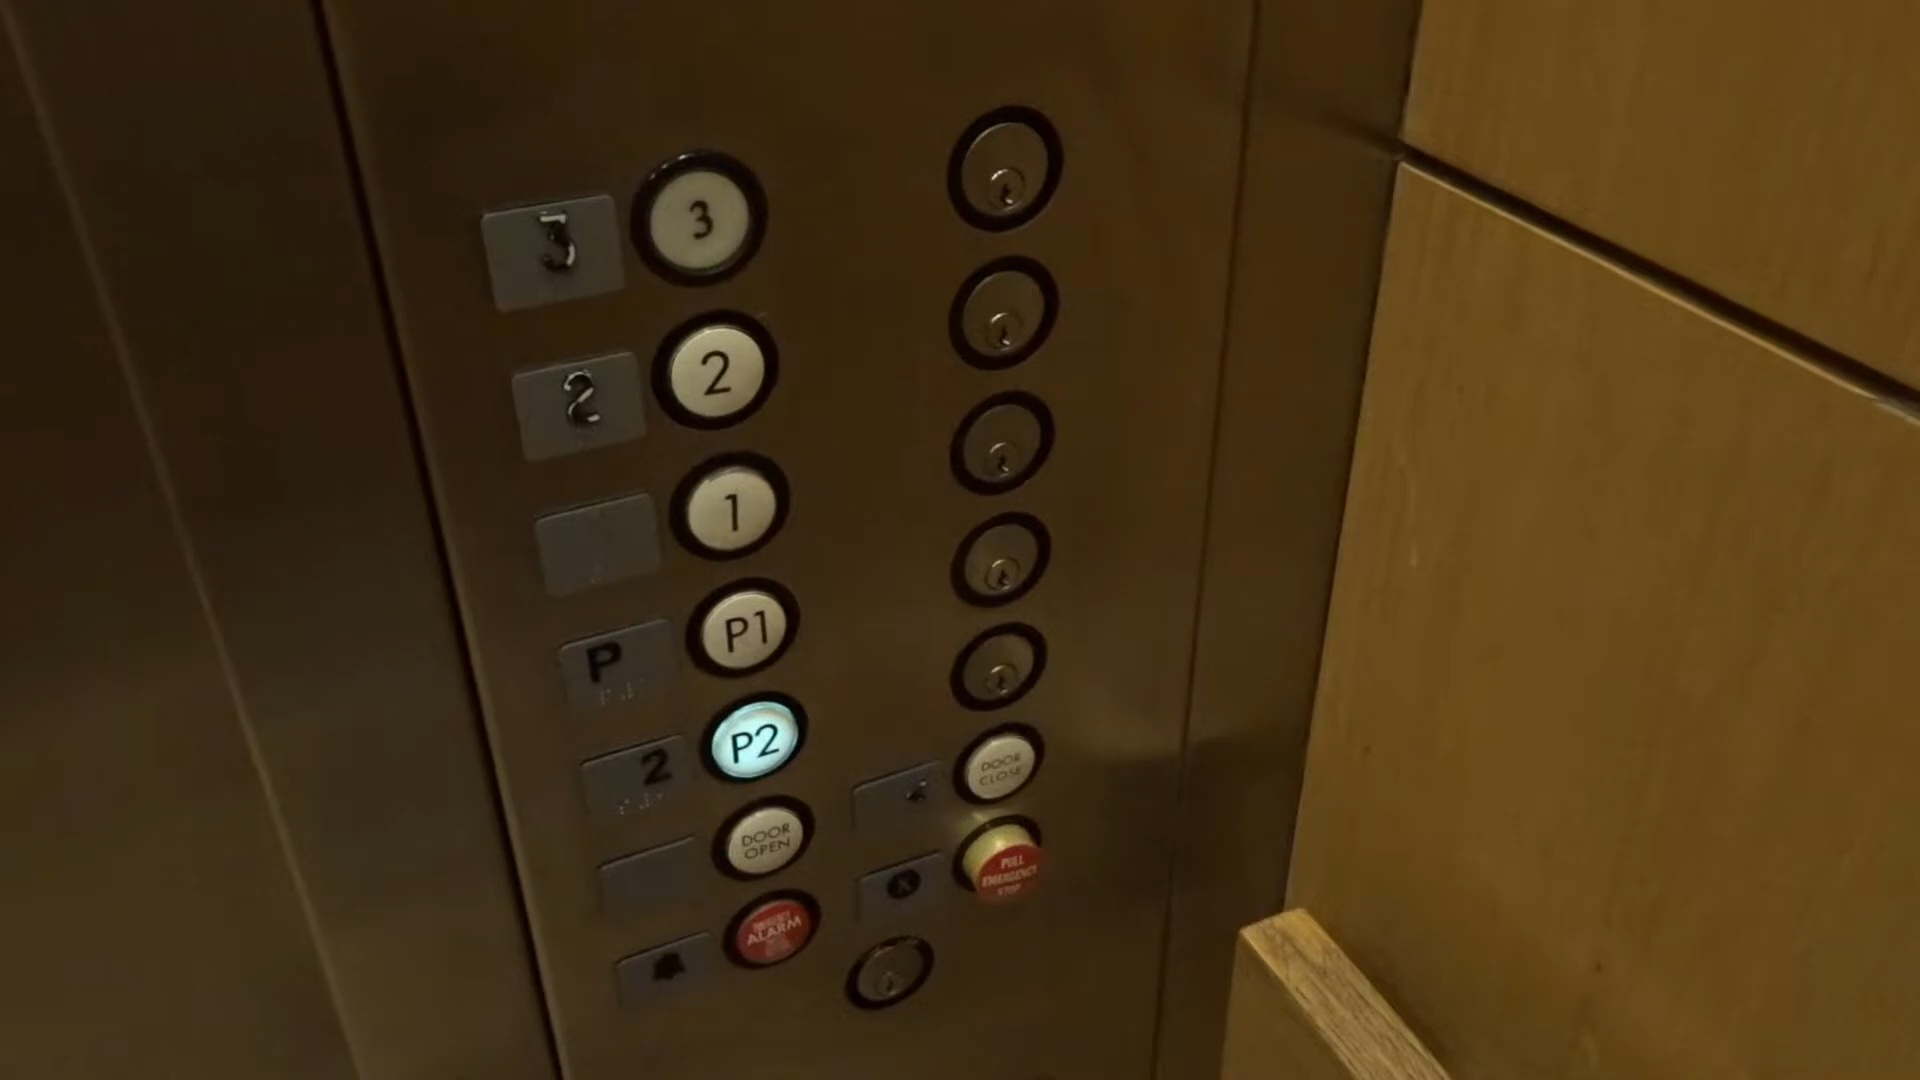 3 3
2 2
1
P P1
2 P2
DOOR
OPEN
DOOR
CLOSE
ALARM
PULL
EMERGENCY
STOP